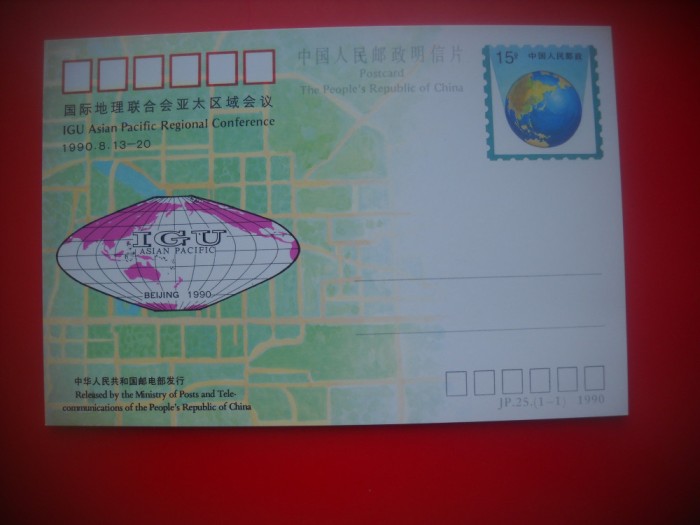 中国人民邮政明信片
Postcard
The People's Republic of China
15分
中国人民邮政
国际地理联合会亚太区域会议
IGU Asian Pacific Regional Conference
1990.8.13-20
IGU
ASIAN PACIFIC
BEIJING 1990
中华人民共和国邮电部发行
Released by the Ministry of Posts and Tele-
communications of the People's Republic of China
JP.25.(1-1) 1990